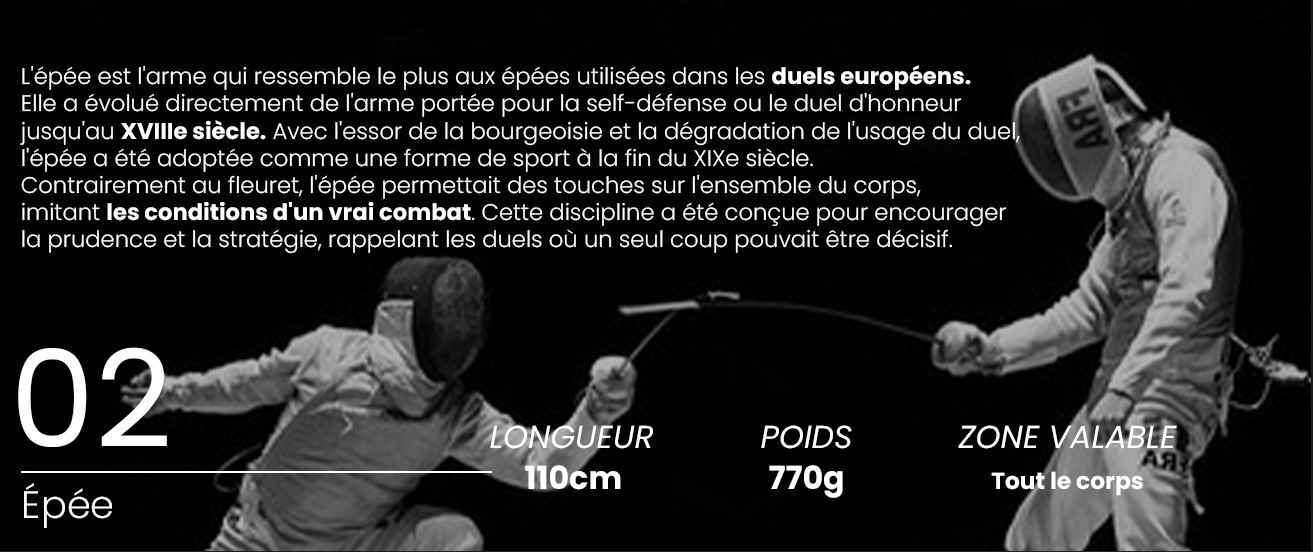 L'épée est l'arme qui ressemble le plus aux épées utilisées dans les duels européens.
Elle a évolué directement de l'arme portée pour la self-défense ou le duel d'honneur
jusqu'au XVIIIe siècle. Avec l'essor de la bourgeoisie et la dégradation de l'usage du duel,
l'épée a été adoptée comme une forme de sport à la fin du XIXe siècle.
Contrairement au fleuret, l'épée permettait des touches sur l'ensemble du corps,
imitant les conditions d'un vrai combat. Cette discipline a été conçue pour encourager
la prudence et la stratégie, rappelant les duels où un seul coup pouvait être décisif.
FRA
02
Épée
LONGUEUR
110cm
POIDS
770g
ZONE VALABLE
Tout le corps
FRA